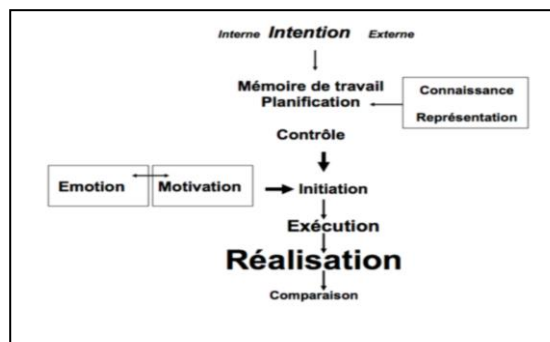 Interne Intention Externe
Mémoire de travail
Planification
Connaissance
Représentation
Contrôle
Emotion
Motivation
Initiation
Exécution
Réalisation
Comparaison